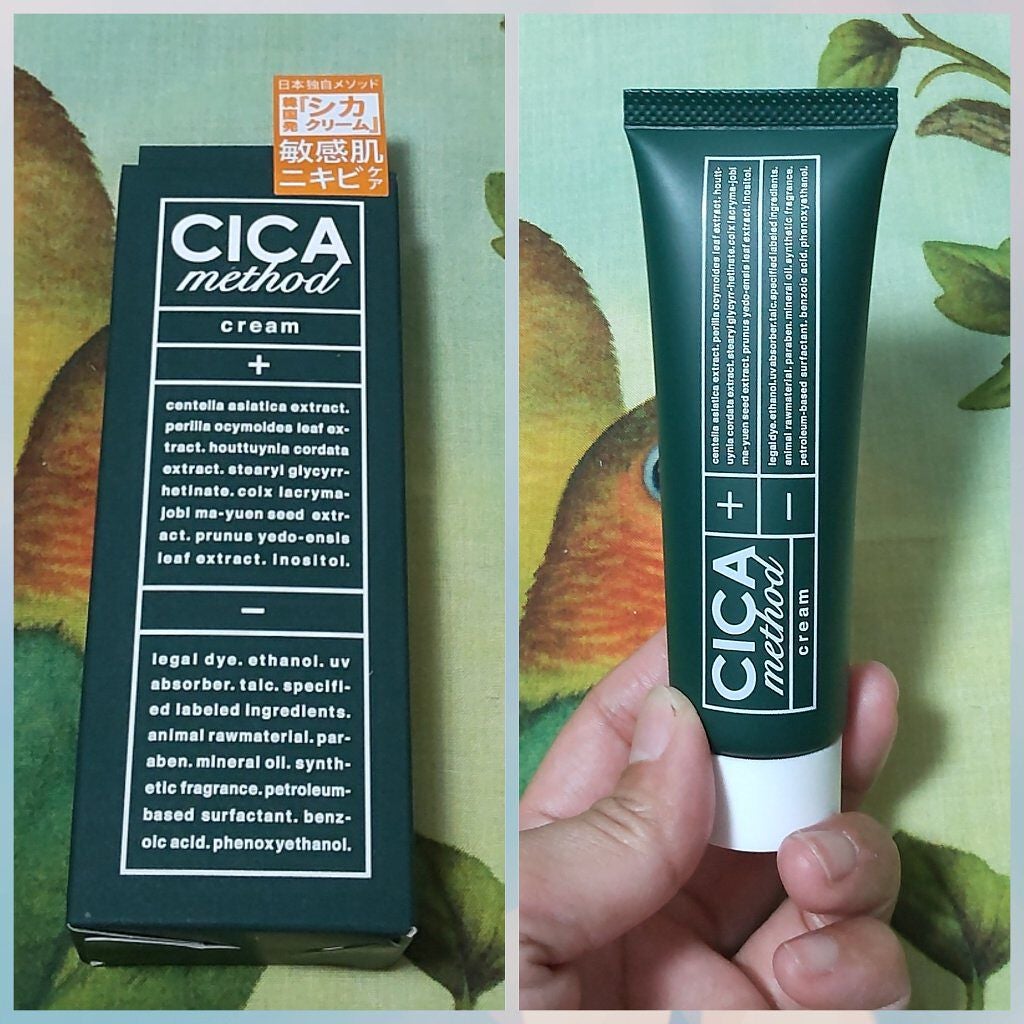 日本独自メソッド
韓国発『シカ
クリーム』
敏感肌
ニキビケア
CICA
method
cream
+
centella asiatica extract.
perilla ocymoides leaf ex-
tract. houttuynia cordata
extract. stearyl glycyrr-
hetinate. coix lacryma-
jobi ma-yuen seed extr-
act. prunus yedo-ensis
leaf extract. inositol.
−
legal dye. ethanol. uv
absorber. talc. specifi-
ed labeled ingredients.
animal rawmaterial. par-
aben. mineral oil. synth-
etic fragrance. petroleum-
based surfactant. benz-
oic acid. phenoxyethanol.
CICA
method
cream
+
centella asiatica extract. perilla ocymoides leaf extract. houtt-
uynia cordata extract. stearyl glycyrr-hetinate. coix lacryma-jobi
ma-yuen seed extract. prunus yedo-ensis leaf extract. inositol.
−
legal dye. ethanol. uv absorber. talc. specified labeled ingredients.
animal rawmaterial. paraben. mineral oil. synthetic fragrance.
petroleum-based surfactant. benzoic acid. phenoxyethanol.